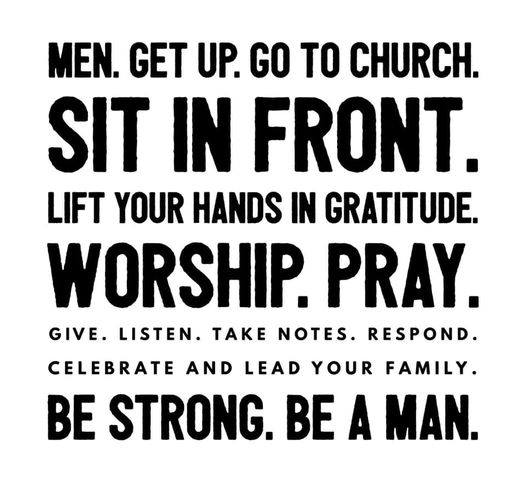 MEN. GET UP. GO TO CHURCH.
SIT IN FRONT.
LIFT YOUR HANDS IN GRATITUDE.
WORSHIP. PRAY.
GIVE. LISTEN. TAKE NOTES. RESPOND.
CELEBRATE AND LEAD YOUR FAMILY.
BE STRONG. BE A MAN.